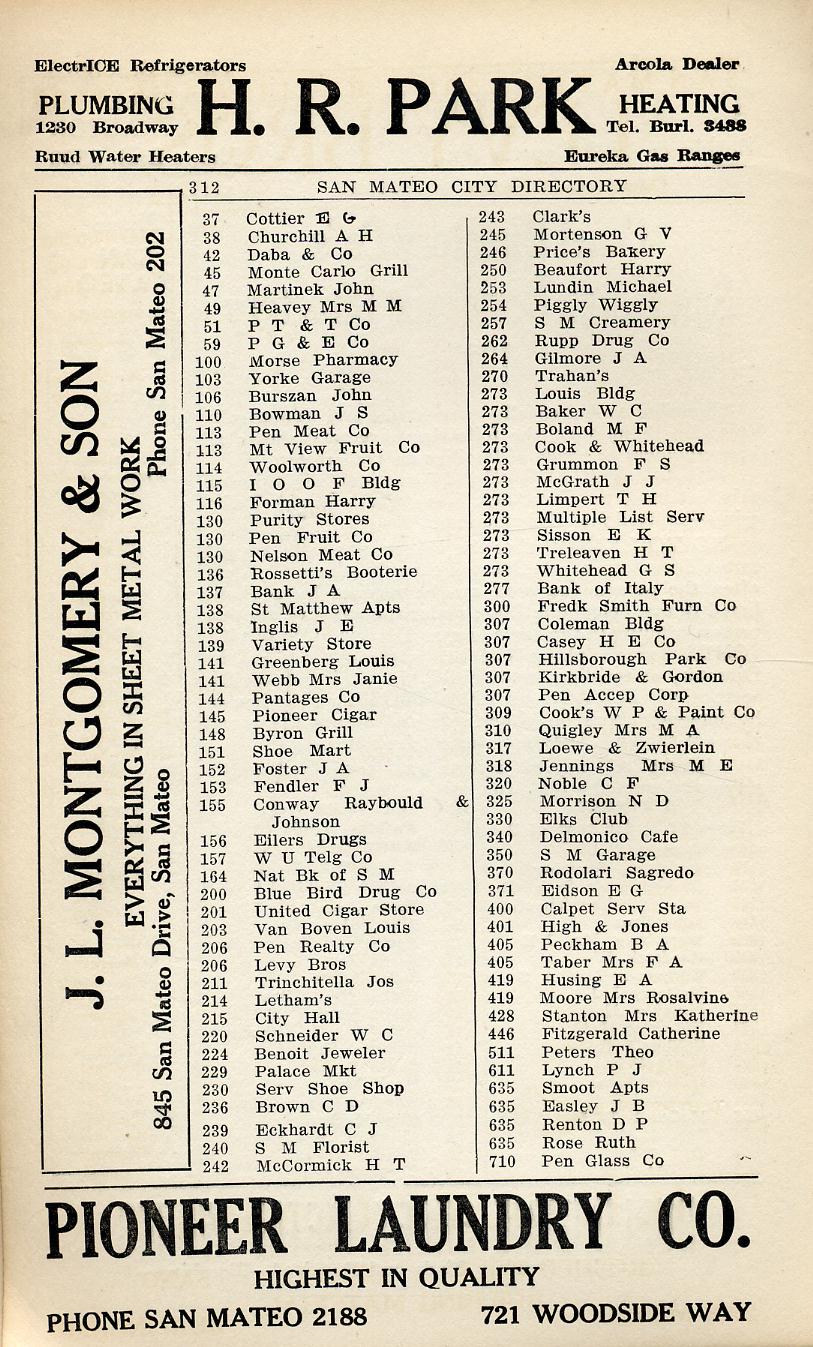 ElectrICE Refrigerators
Arcola Dealer
PLUMBING
H. R. PARK
HEATING
1230 Broadway
Tel. Burl. 3488
Ruud Water Heaters
Eureka Gas Ranges
312 SAN MATEO CITY DIRECTORY
J. L. MONTGOMERY & SON
EVERYTHING IN SHEET METAL WORK
845 San Mateo Drive, San Mateo Phone San Mateo 202
37 Cottier E G
38 Churchill A H
42 Daba & Co
45 Monte Carlo Grill
47 Martinek John
49 Heavey Mrs M M
51 P T & T Co
59 P G & E Co
100 Morse Pharmacy
103 Yorke Garage
106 Burszan John
110 Bowman J S
113 Pen Meat Co
113 Mt View Fruit Co
114 Woolworth Co
115 I O O F Bldg
116 Forman Harry
130 Purity Stores
130 Pen Fruit Co
130 Nelson Meat Co
136 Rossetti's Booterie
137 Bank J A
138 St Matthew Apts
138 Inglis J E
139 Variety Store
141 Greenberg Louis
141 Webb Mrs Janie
144 Pantages Co
145 Pioneer Cigar
148 Byron Grill
151 Shoe Mart
152 Foster J A
153 Fendler F J
155 Conway Raybould &
Johnson
156 Eilers Drugs
157 W U Telg Co
164 Nat Bk of S M
200 Blue Bird Drug Co
201 United Cigar Store
203 Van Boven Louis
206 Pen Realty Co
206 Levy Bros
211 Trinchitella Jos
214 Letham's
215 City Hall
220 Schneider W C
224 Benoit Jeweler
229 Palace Mkt
230 Serv Shoe Shop
236 Brown C D
239 Eckhardt C J
240 S M Florist
242 McCormick H T
243 Clark's
245 Mortenson G V
246 Price's Bakery
250 Beaufort Harry
253 Lundin Michael
254 Piggly Wiggly
257 S M Creamery
262 Rupp Drug Co
264 Gilmore J A
270 Trahan's
273 Louis Bldg
273 Baker W C
273 Boland M F
273 Cook & Whitehead
273 Grummon F S
273 McGrath J J
273 Limpert T H
273 Multiple List Serv
273 Sisson E K
273 Treleaven H T
273 Whitehead G S
277 Bank of Italy
300 Fredk Smith Furn Co
307 Coleman Bldg
307 Casey H E Co
307 Hillsborough Park Co
307 Kirkbride & Gordon
307 Pen Accep Corp
309 Cook's W P & Paint Co
310 Quigley Mrs M A
317 Loewe & Zwierlein
318 Jennings Mrs M E
320 Noble C F
325 Morrison N D
330 Elks Club
340 Delmonico Cafe
350 S M Garage
370 Rodolari Sagredo
371 Eidson E G
400 Calpet Serv Sta
401 High & Jones
405 Peckham B A
405 Taber Mrs F A
419 Husing E A
419 Moore Mrs Rosalvine
428 Stanton Mrs Katherine
446 Fitzgerald Catherine
511 Peters Theo
611 Lynch P J
635 Smoot Apts
635 Easley J B
635 Renton D P
635 Rose Ruth
710 Pen Glass Co
PIONEER LAUNDRY CO.
HIGHEST IN QUALITY
PHONE SAN MATEO 2188 721 WOODSIDE WAY